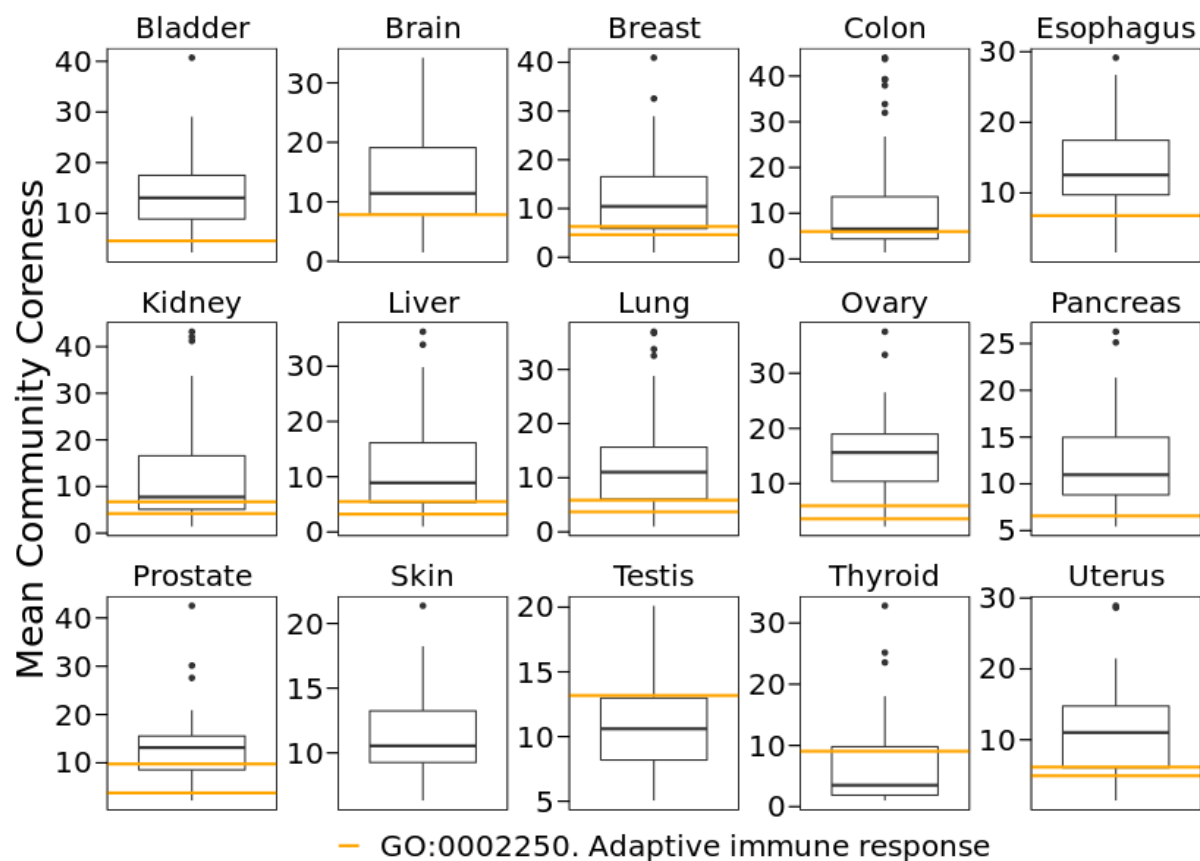 Mean Community Coreness
Bladder Brain Breast Colon Esophagus
40 30 20 10
30 20 10 0
40 30 20 10 0
40 30 20 10 0
30 20 10
Kidney Liver Lung Ovary Pancreas
40 30 20 10 0
30 20 10 0
30 20 10 0
30 20 10
25 20 15 10 5
Prostate Skin Testis Thyroid Uterus
40 30 20 10
20 15 10
20 15 10 5
30 20 10 0
30 20 10
GO:0002250. Adaptive immune response